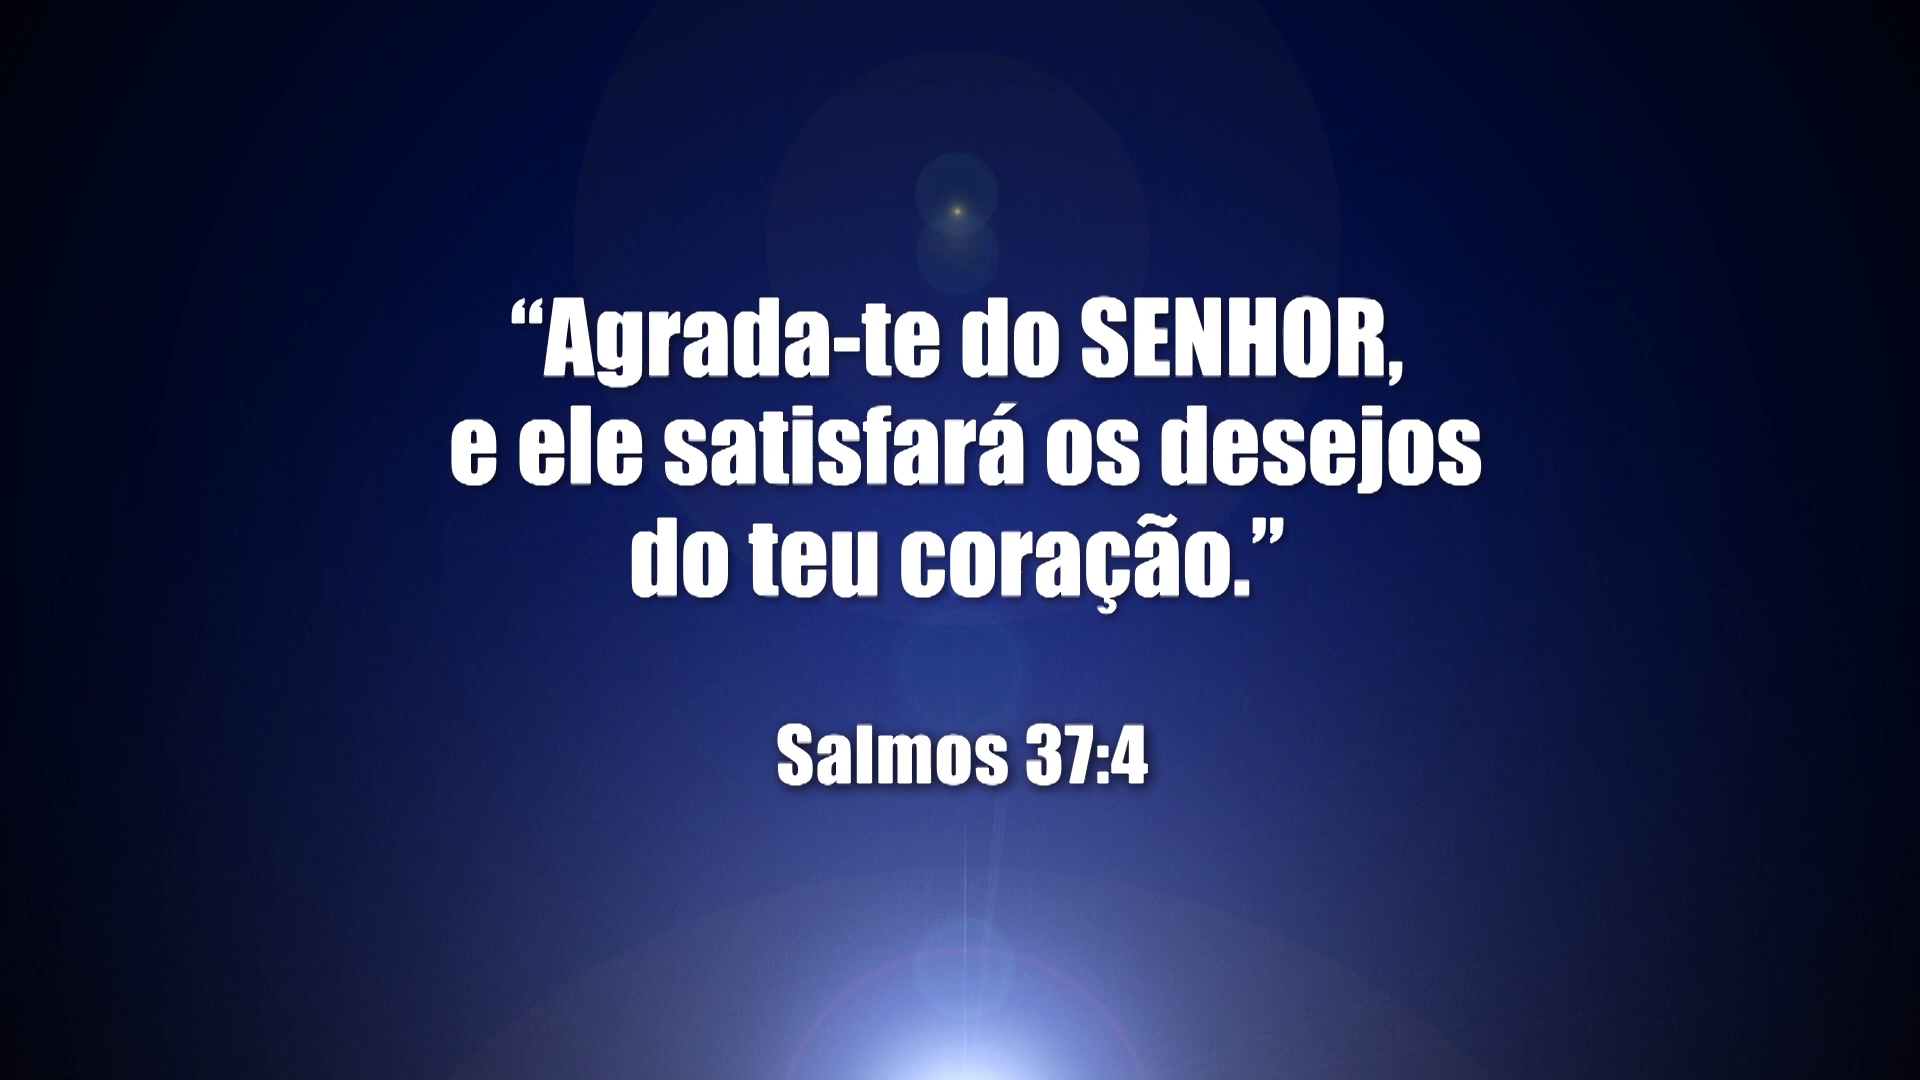 “Agrada-te do SENHOR,
e ele satisfará os desejos
do teu coração.”
Salmos 37:4